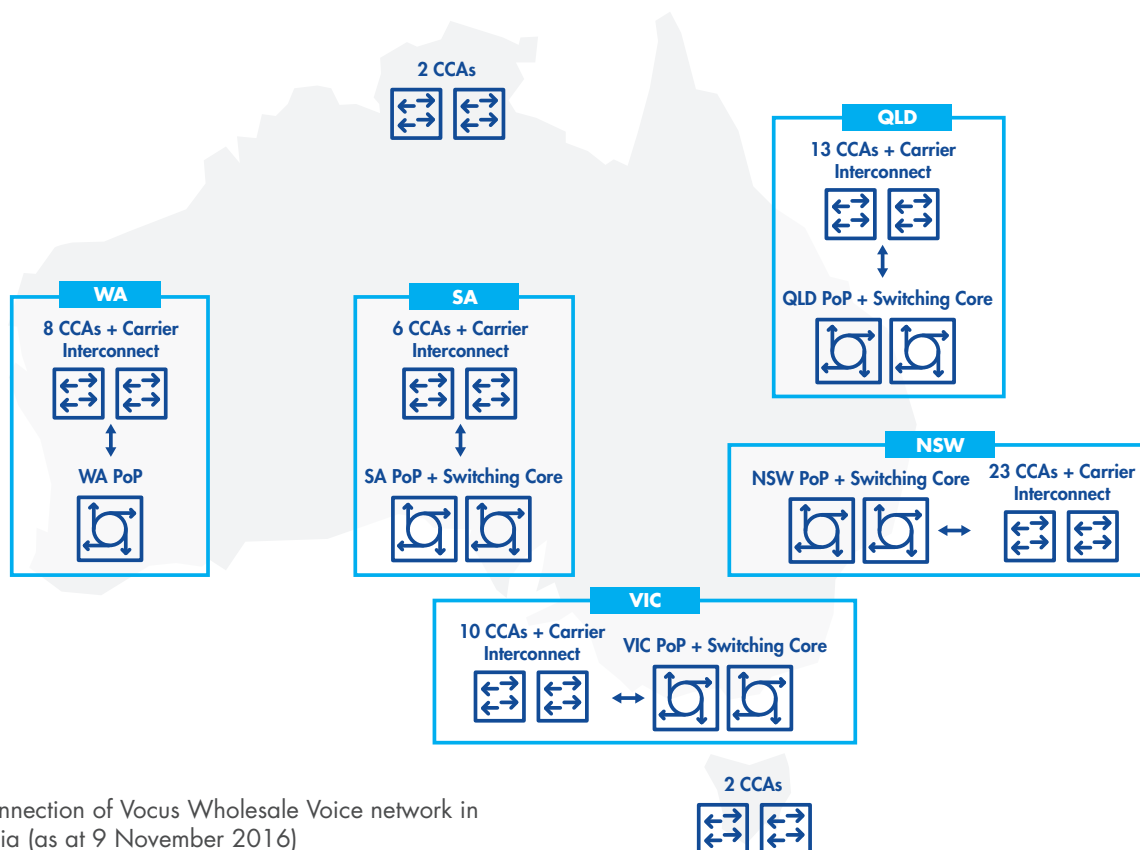 2 CCAs
QLD
13 CCAs + Carrier
Interconnect
QLD PoP + Switching Core
WA
8 CCAs + Carrier
Interconnect
WA PoP
SA
6 CCAs + Carrier
Interconnect
SA PoP + Switching Core
NSW
NSW PoP + Switching Core
23 CCAs + Carrier
Interconnect
VIC
10 CCAs + Carrier
Interconnect
VIC PoP + Switching Core
2 CCAs
nnection of Vocus Wholesale Voice network in
ia (as at 9 November 2016)